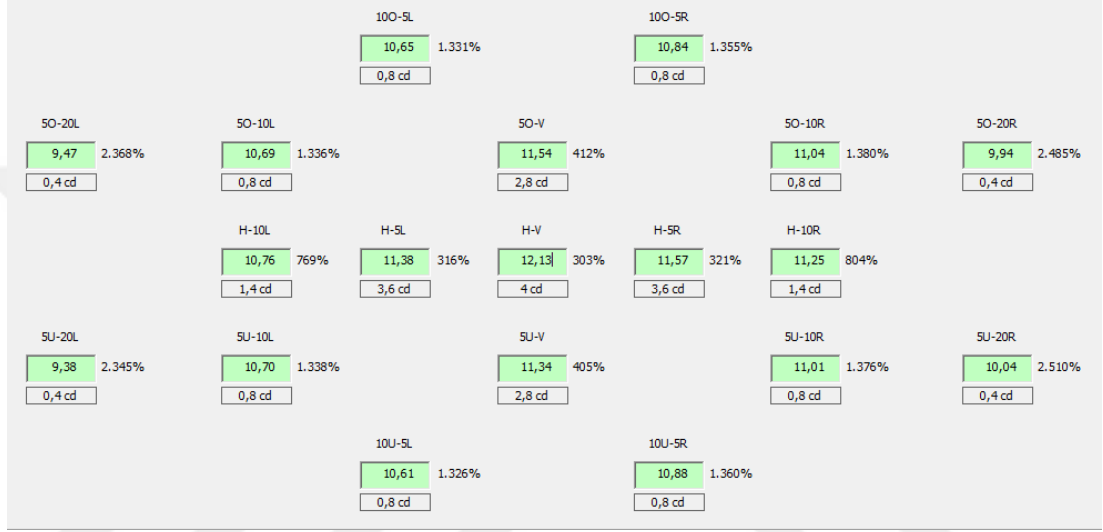 10O-5L 10O-5R
10,65 1.331% 10,84 1.355%
0,8 cd 0,8 cd
5O-20L 5O-10L 5O-V 5O-10R 5O-20R
9,47 2.368% 10,69 1.336% 11,54 412% 11,04 1.380% 9,94 2.485%
0,4 cd 0,8 cd 2,8 cd 0,8 cd 0,4 cd
H-10L H-5L H-V H-5R H-10R
10,76 769% 11,38 316% 12,13 303% 11,57 321% 11,25 804%
1,4 cd 3,6 cd 4 cd 3,6 cd 1,4 cd
5U-20L 5U-10L 5U-V 5U-10R 5U-20R
9,38 2.345% 10,70 1.338% 11,34 405% 11,01 1.376% 10,04 2.510%
0,4 cd 0,8 cd 2,8 cd 0,8 cd 0,4 cd
10U-5L 10U-5R
10,61 1.326% 10,88 1.360%
0,8 cd 0,8 cd